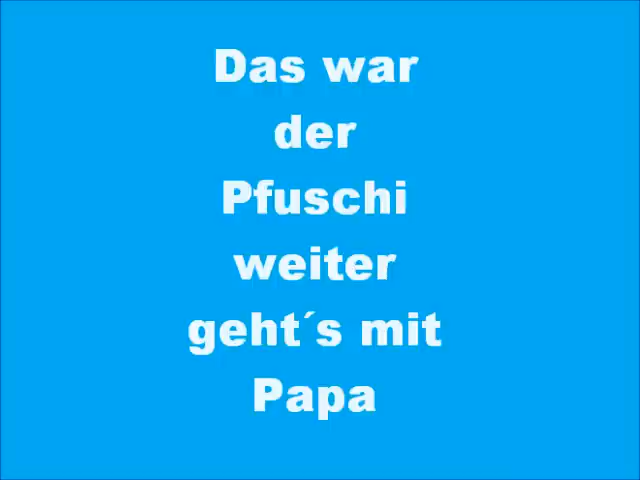 Das war
der
Pfuschi
weiter
geht´s mit
Papa